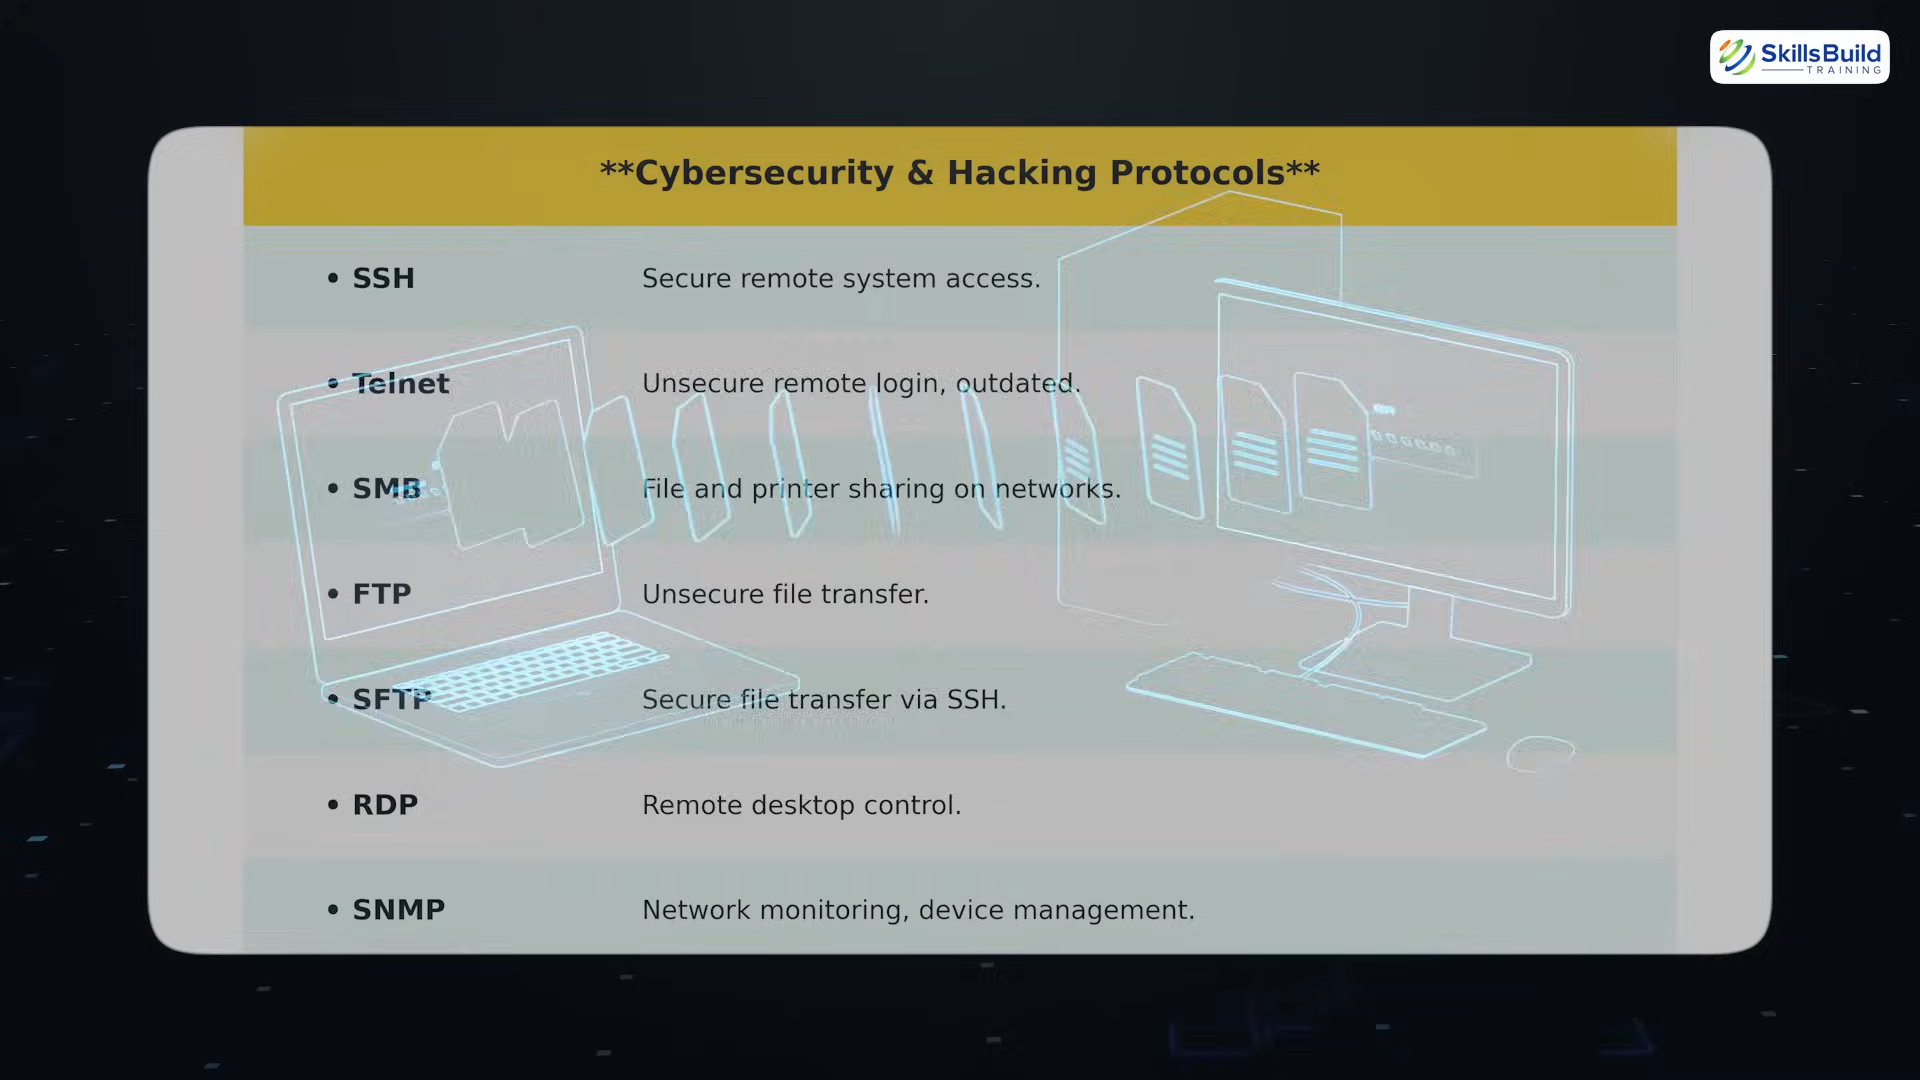 SkillsBuild
TRAINING
**Cybersecurity & Hacking Protocols**
• SSH Secure remote system access.
• Telnet Unsecure remote login, outdated.
• SMB File and printer sharing on networks.
• FTP Unsecure file transfer.
• SFTP Secure file transfer via SSH.
• RDP Remote desktop control.
• SNMP Network monitoring, device management.